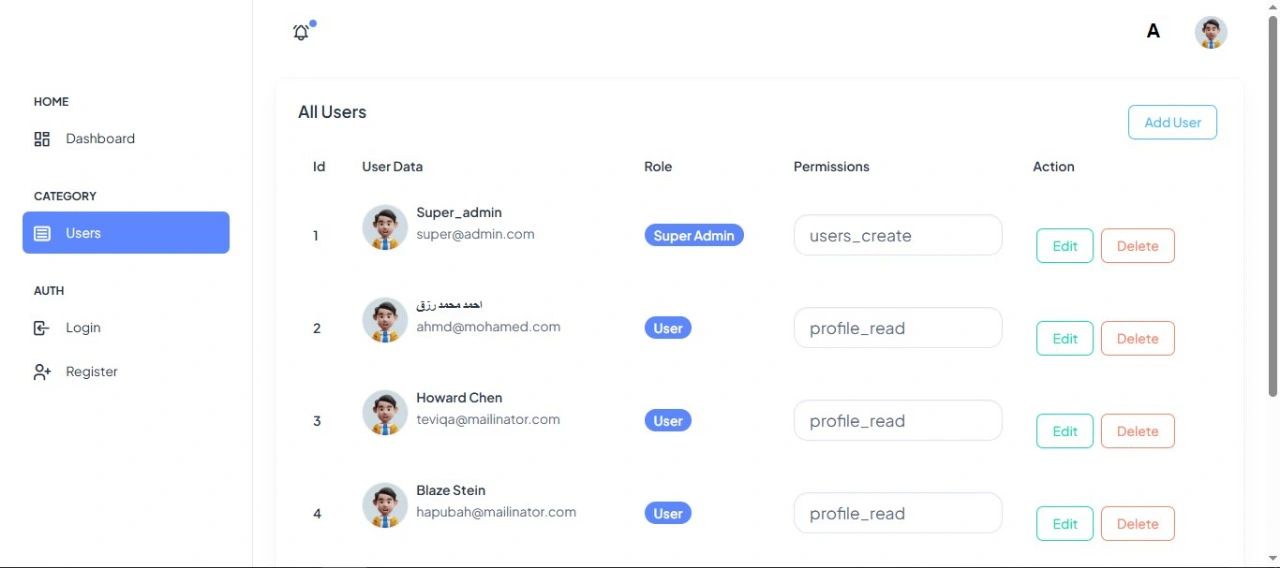 A
HOME
Dashboard
CATEGORY
Users
AUTH
Login
Register
All Users
Add User
Id User Data Role Permissions Action
1 Super_admin super@admin.com Super Admin users_create Edit Delete
2 احمد محمد رزق ahmd@mohamed.com User profile_read Edit Delete
3 Howard Chen teviqa@mailinator.com User profile_read Edit Delete
4 Blaze Stein hapubah@mailinator.com User profile_read Edit Delete